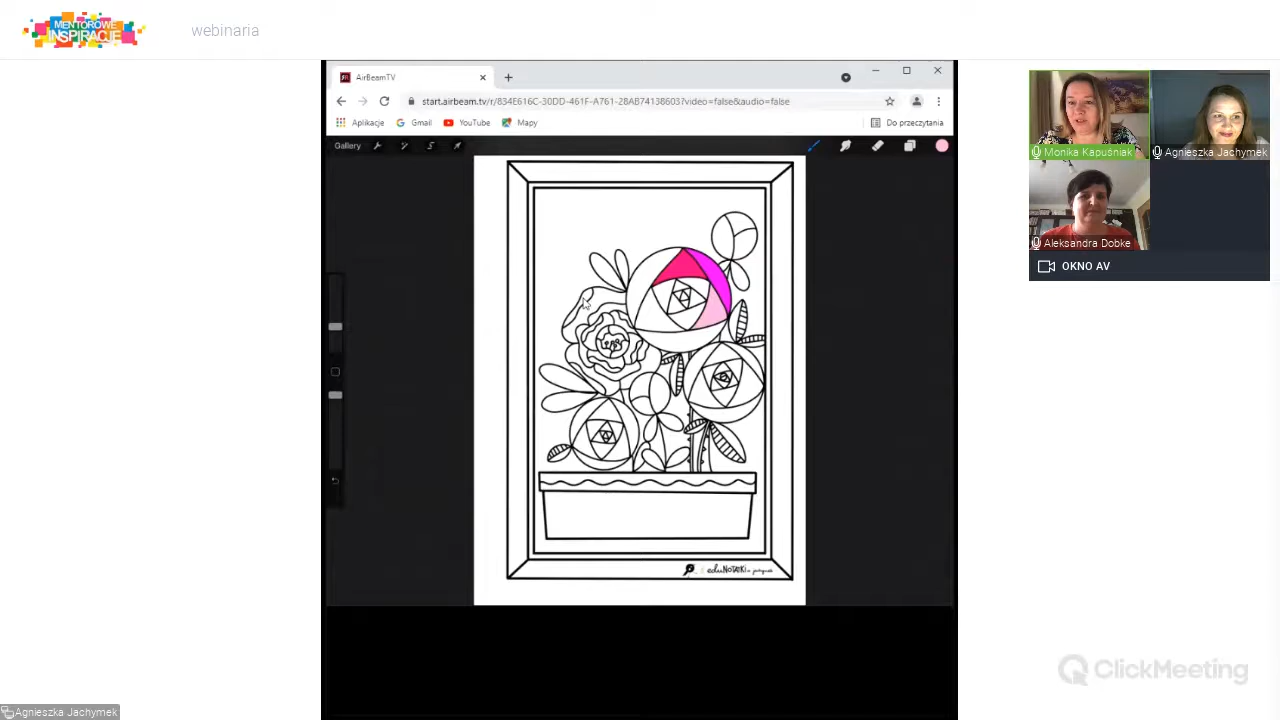 MENTOROWE
INSPIRACJE
webinaria
AirBeamTV
start.airbeam.tv/r/834E616C-30DD-461F-A761-28AB74138603?video=false&audio=false
Aplikacje
Gmail
YouTube
Mapy
Do przeczytania
Gallery
eduNOTATKI
Monika Kapuśniak
Agnieszka Jachymek
Aleksandra Dobke
OKNO AV
ClickMeeting
Agnieszka Jachymek